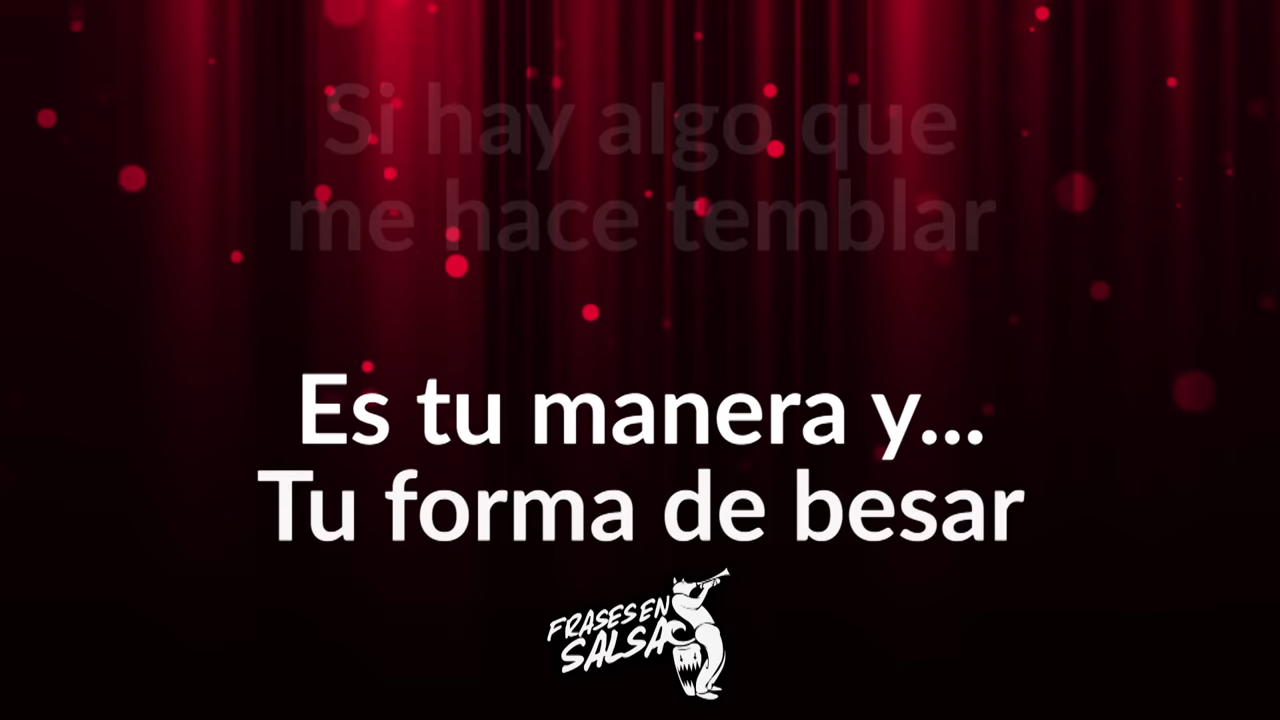 Si hay algo que
me hace temblar
Es tu manera y...
Tu forma de besar
FRASES EN
SALSA